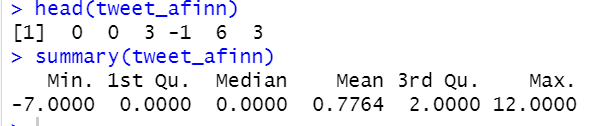 > head(tweet_afinn)
[1]  0  0  3 -1  6  3
> summary(tweet_afinn)
   Min. 1st Qu.  Median    Mean 3rd Qu.    Max.
-7.0000  0.0000  0.0000  0.7764  2.0000 12.0000
>